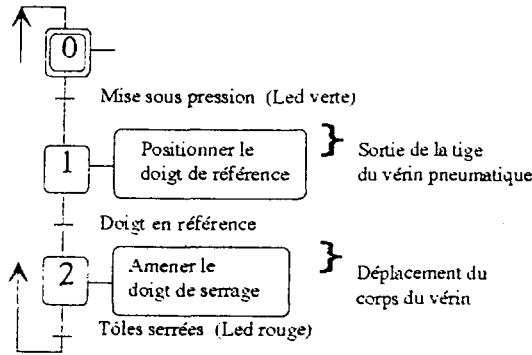 0
Mise sous pression (Led verte)
1
Positionner le
doigt de référence
}
Sortie de la tige
du vérin pneumatique
Doigt en référence
2
Amener le
doigt de serrage
}
Déplacement du
corps du vérin
Tôles serrées (Led rouge)